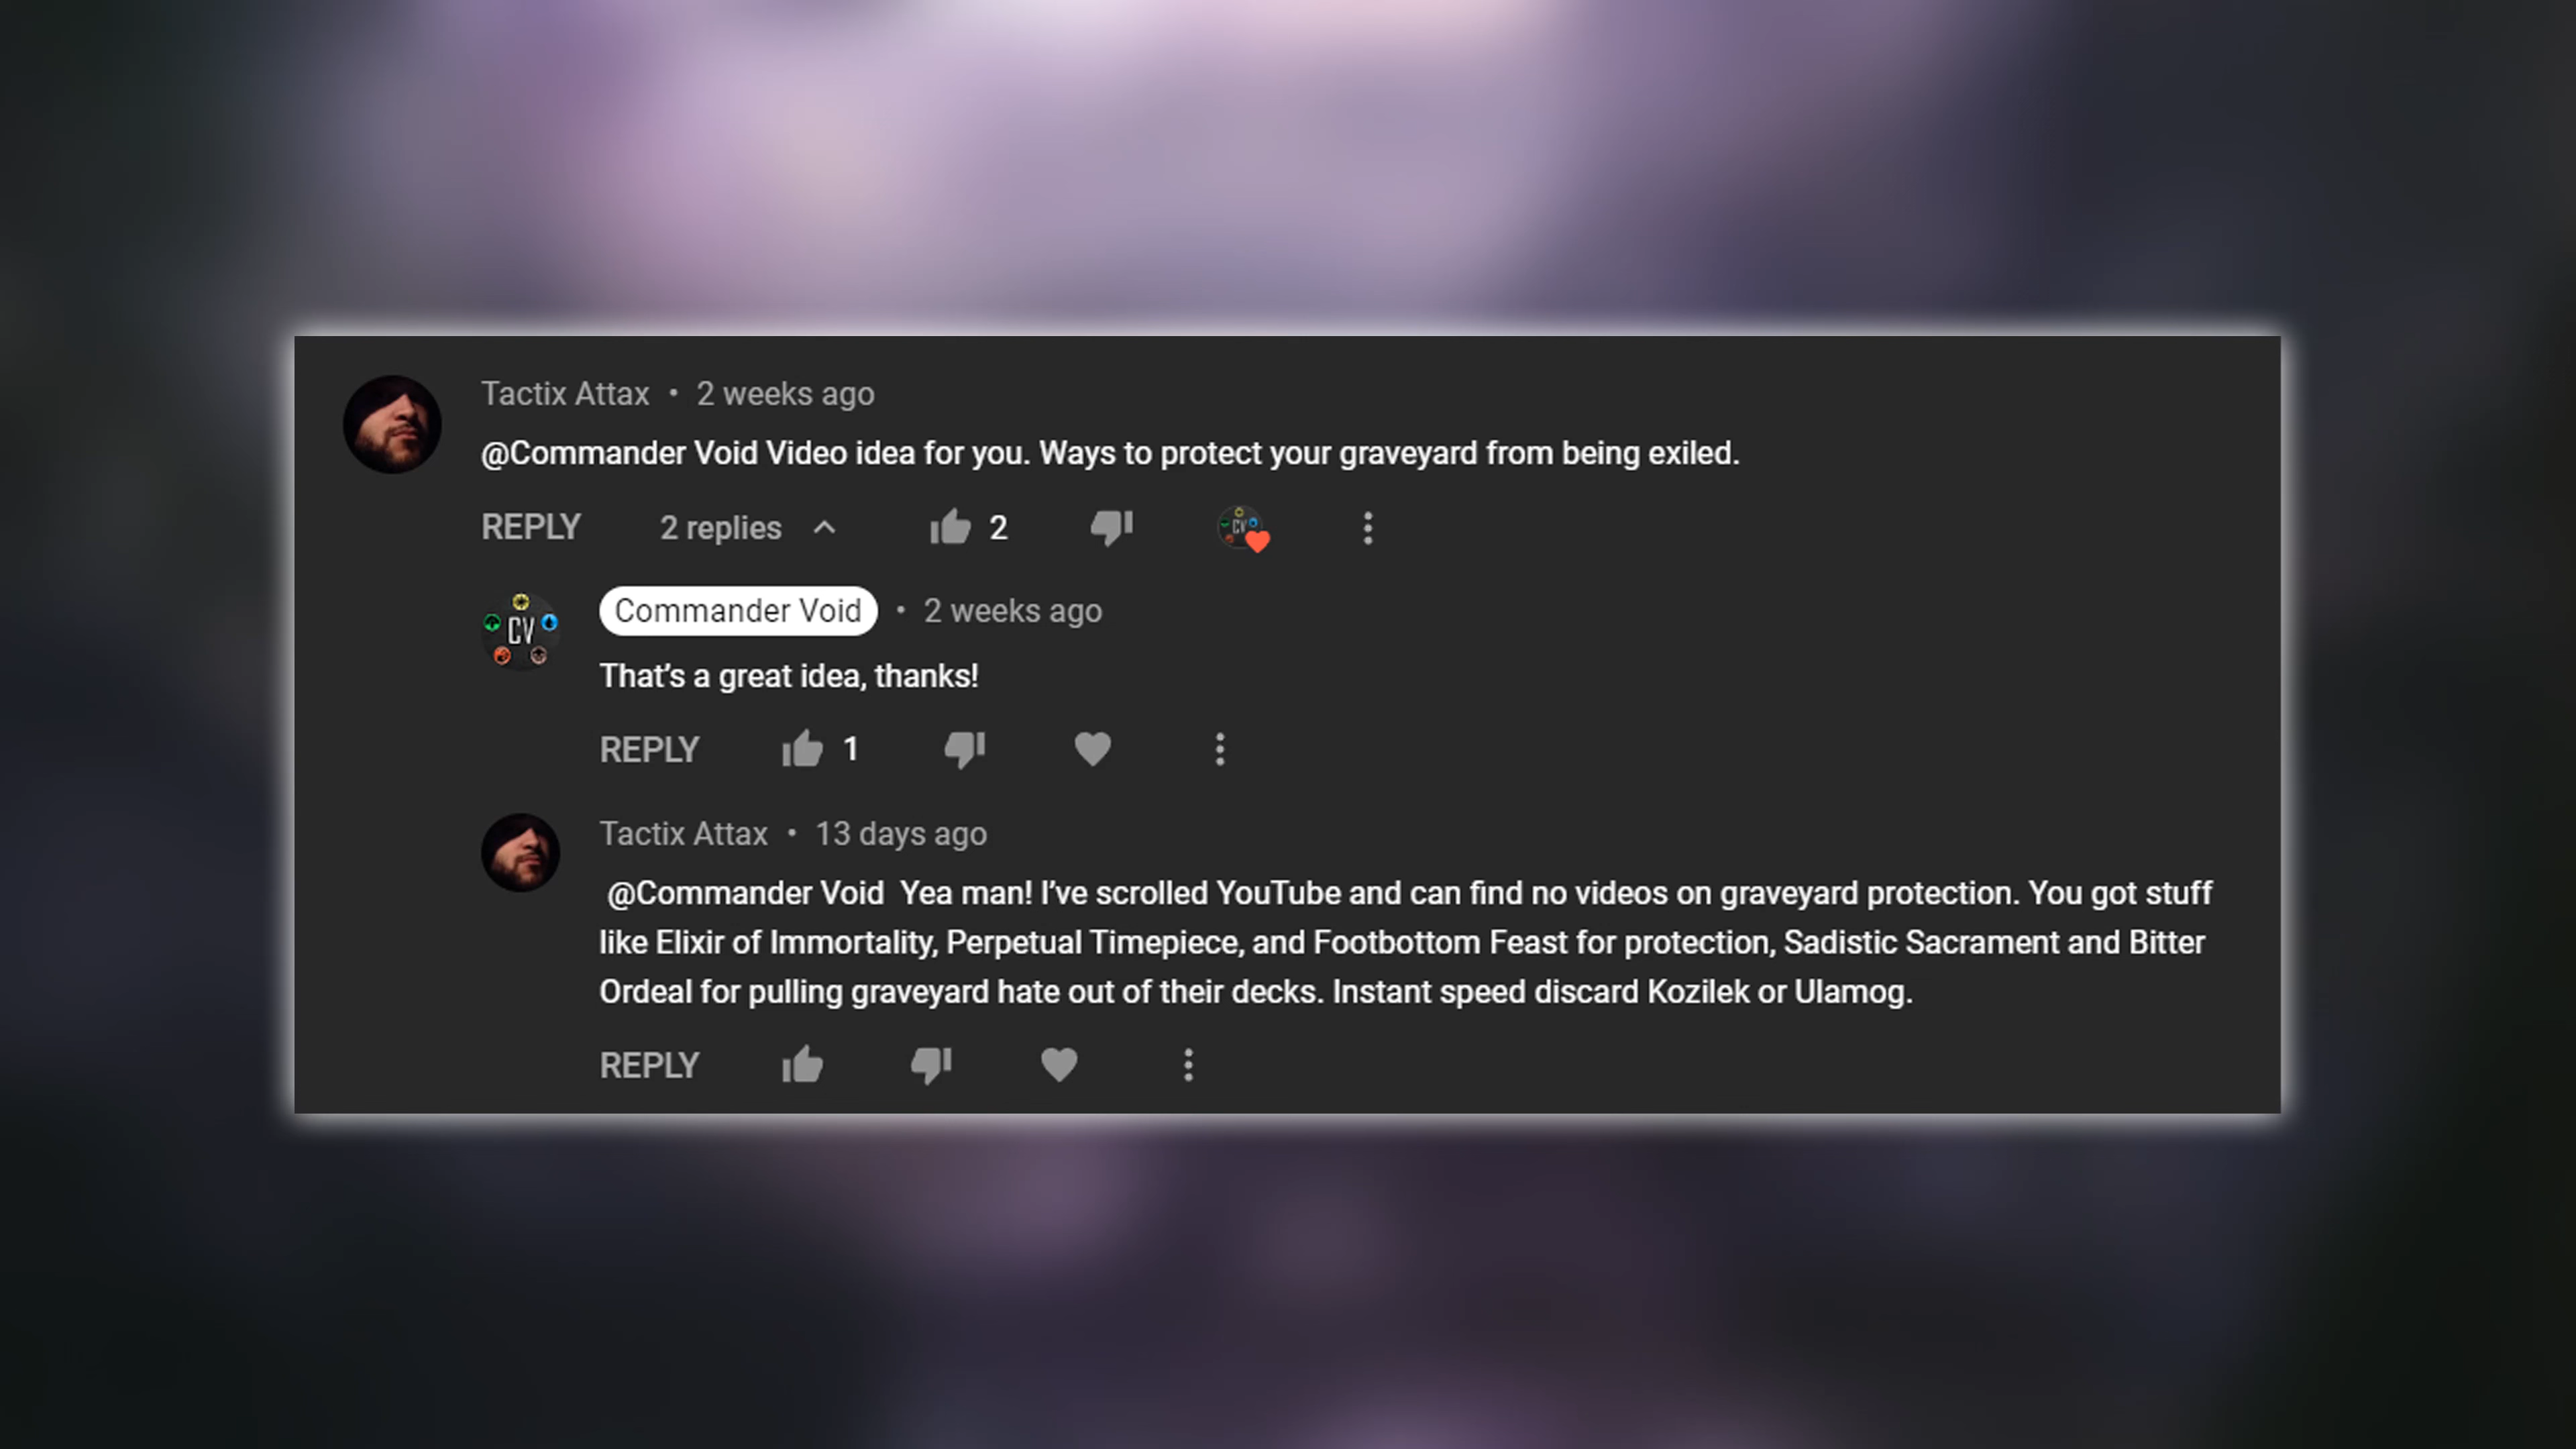 Tactix Attax • 2 weeks ago
@Commander Void Video idea for you. Ways to protect your graveyard from being exiled.
REPLY 2 replies 2 CV
CV Commander Void • 2 weeks ago
That's a great idea, thanks!
REPLY 1
Tactix Attax • 13 days ago
@Commander Void Yea man! I've scrolled YouTube and can find no videos on graveyard protection. You got stuff
like Elixir of Immortality, Perpetual Timepiece, and Footbottom Feast for protection, Sadistic Sacrament and Bitter
Ordeal for pulling graveyard hate out of their decks. Instant speed discard Kozilek or Ulamog.
REPLY